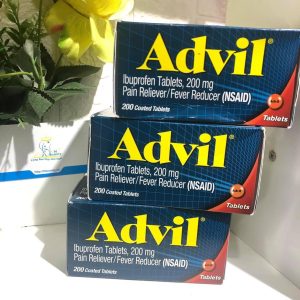 Advil®
Ibuprofen Tablets, 200 mg
Pain Reliever/Fever Reducer (NSAID)
200 Coated Tablets
Tablets
Advil®
Ibuprofen Tablets, 200 mg
Pain Reliever/Fever Reducer (NSAID)
200 Coated Tablets
Tablets
Advil®
Ibuprofen Tablets, 200 mg
Pain Reliever/Fever Reducer (NSAID)
200 Coated Tablets
Tablets